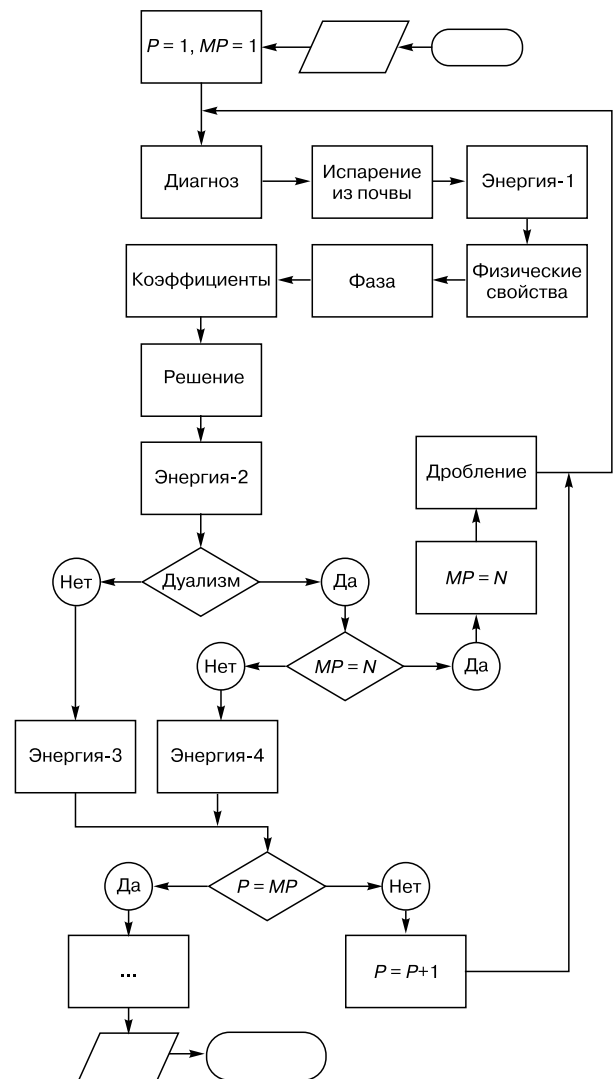 P = 1, MP = 1
Диагноз
Испарение
из почвы
Энергия-1
Коэффициенты
Фаза
Физические
свойства
Решение
Энергия-2
Дробление
Нет
Дуализм
Да
MP = N
Нет
MP = N
Да
Энергия-3
Энергия-4
Да
P = MP
Нет
...
P = P+1